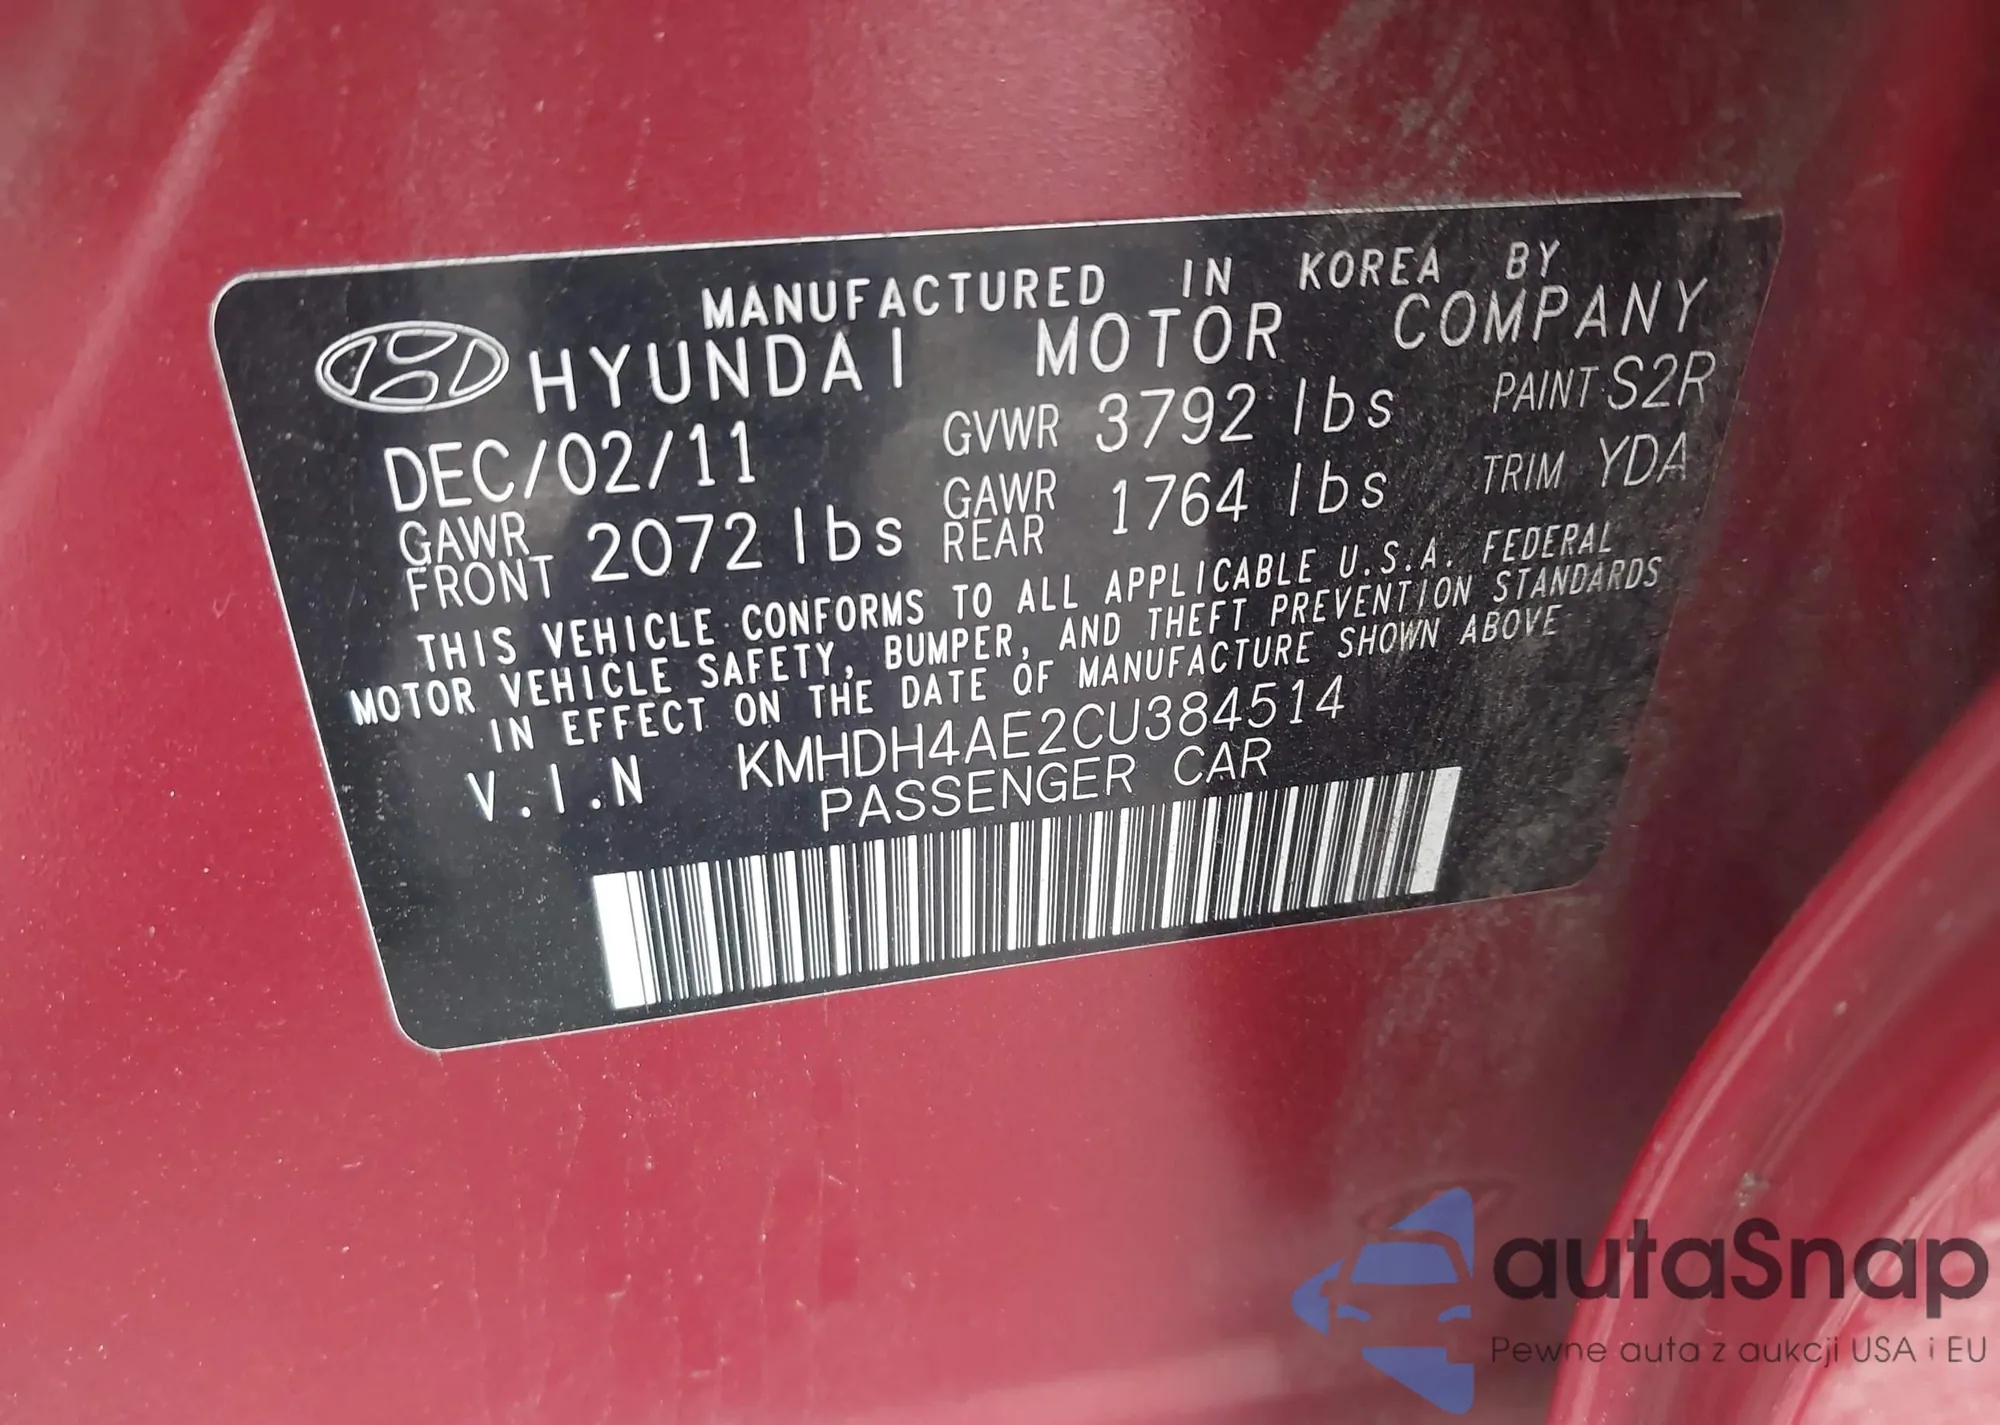 MANUFACTURED IN KOREA BY
HYUNDAI MOTOR COMPANY
DEC/02/11 GVWR 3792 lbs PAINT S2R
GAWR FRONT 2072 lbs GAWR REAR 1764 lbs TRIM YDA
THIS VEHICLE CONFORMS TO ALL APPLICABLE U.S.A. FEDERAL
MOTOR VEHICLE SAFETY, BUMPER, AND THEFT PREVENTION STANDARDS
IN EFFECT ON THE DATE OF MANUFACTURE SHOWN ABOVE
V.I.N KMHDH4AE2CU384514
PASSENGER CAR
autaSnap
Pewne auta z aukcji USA i EU